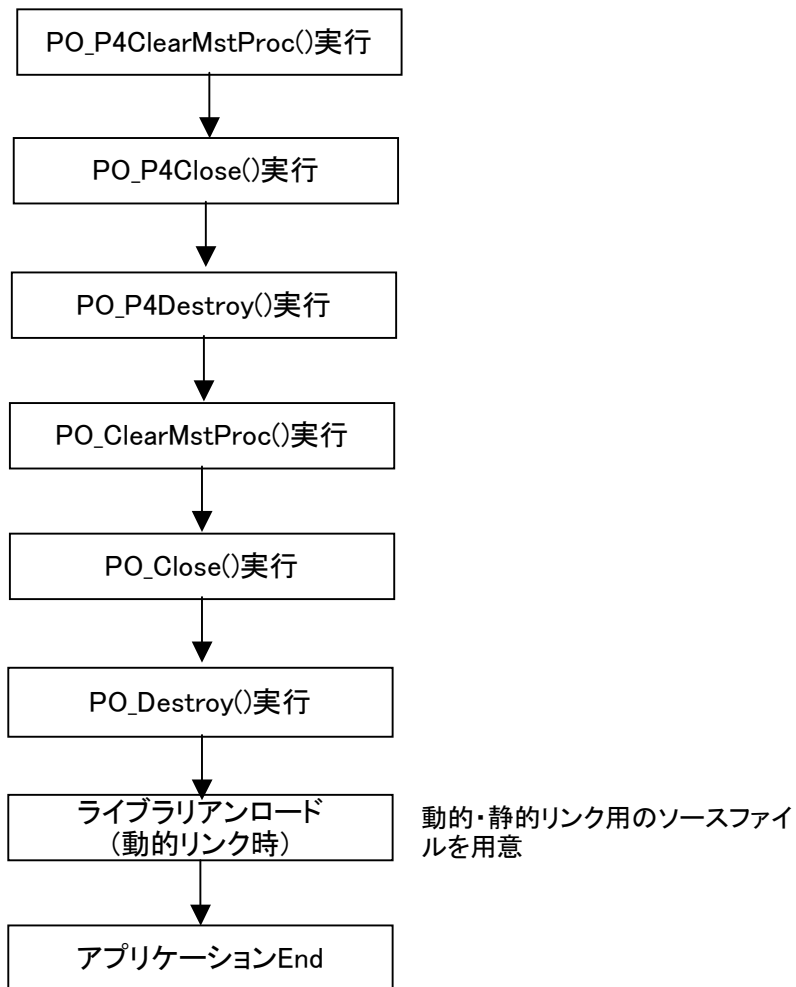 PO_P4ClearMstProc()実行
PO_P4Close()実行
PO_P4Destroy()実行
PO_ClearMstProc()実行
PO_Close()実行
PO_Destroy()実行
ライブラリアンロード
(動的リンク時)
動的・静的リンク用のソースファイ
ルを用意
アプリケーションEnd